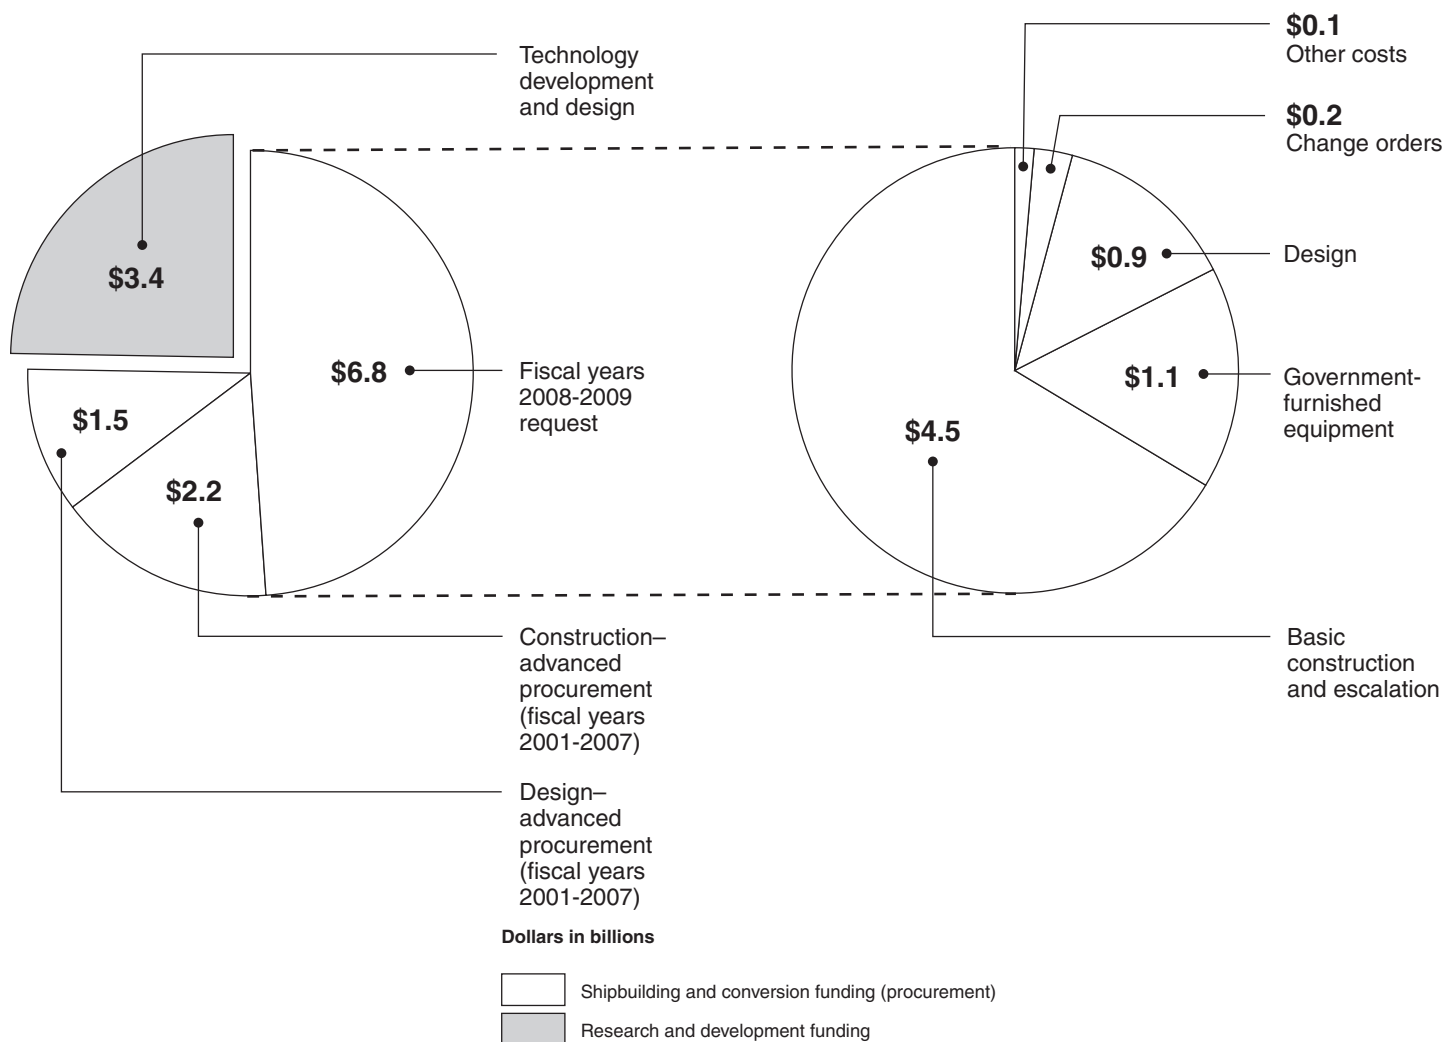 Technology
development
and design
$3.4
$6.8
Fiscal years
2008-2009
request
$1.5
$2.2
Construction–
advanced
procurement
(fiscal years
2001-2007)
Design–
advanced
procurement
(fiscal years
2001-2007)
$0.1
Other costs
$0.2
Change orders
$0.9
Design
$1.1
Government-
furnished
equipment
$4.5
Basic
construction
and escalation
Dollars in billions
Shipbuilding and conversion funding (procurement)
Research and development funding